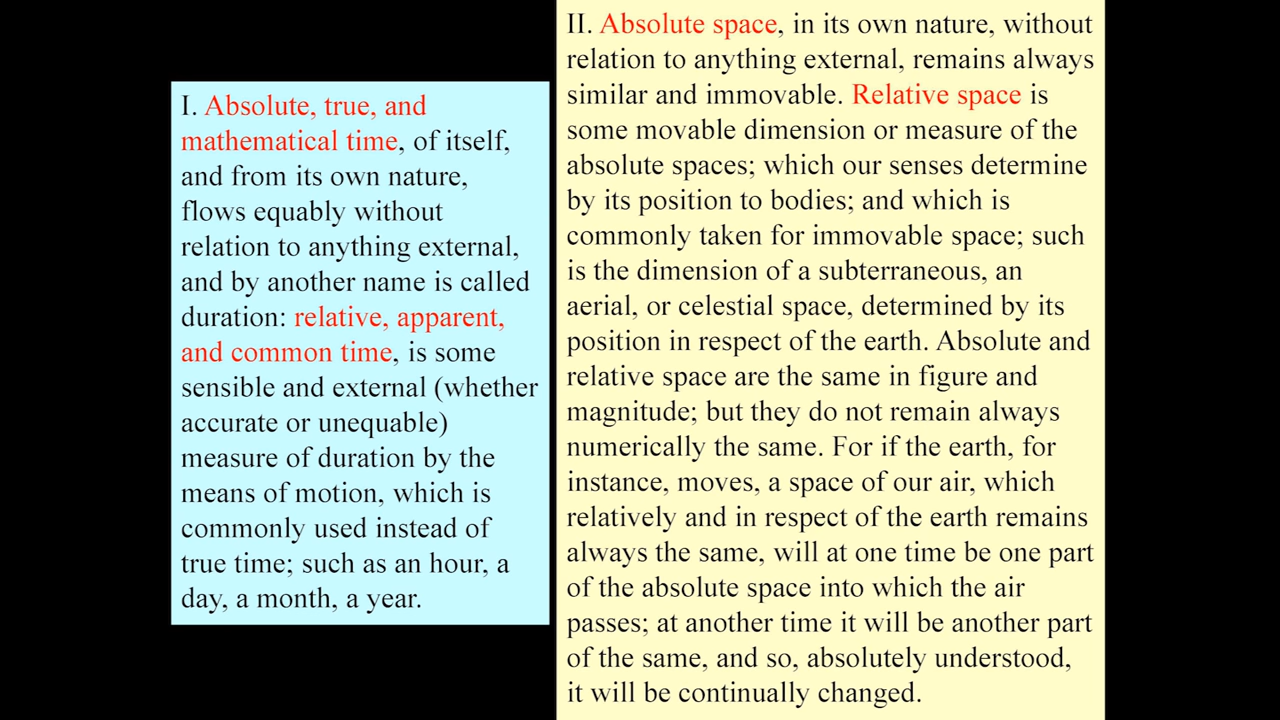 I. Absolute, true, and
mathematical time, of itself,
and from its own nature,
flows equably without
relation to anything external,
and by another name is called
duration: relative, apparent,
and common time, is some
sensible and external (whether
accurate or unequable)
measure of duration by the
means of motion, which is
commonly used instead of
true time; such as an hour, a
day, a month, a year.
II. Absolute space, in its own nature, without
relation to anything external, remains always
similar and immovable. Relative space is
some movable dimension or measure of the
absolute spaces; which our senses determine
by its position to bodies; and which is
commonly taken for immovable space; such
is the dimension of a subterraneous, an
aerial, or celestial space, determined by its
position in respect of the earth. Absolute and
relative space are the same in figure and
magnitude; but they do not remain always
numerically the same. For if the earth, for
instance, moves, a space of our air, which
relatively and in respect of the earth remains
always the same, will at one time be one part
of the absolute space into which the air
passes; at another time it will be another part
of the same, and so, absolutely understood,
it will be continually changed.